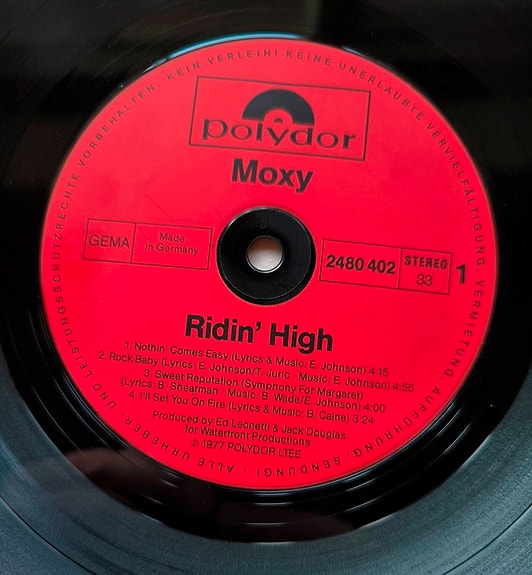 ALLE URHEBER- UND LEISTUNGSSCHUTZRECHTE VORBEHALTEN. KEIN VERLEIH! KEINE UNERLAUBTE VERVIELFÄLTIGUNG, VERMIETUNG, AUFFÜHRUNG, SENDUNG! ·
polydor
Moxy
GEMA
Made
in Germany
2480 402
STEREO
33
1
Ridin' High
1. Nothin' Comes Easy (Lyrics & Music: E. Johnson) 4:15
2. Rock Baby (Lyrics: E. Johnson/T. Juric Music: E. Johnson) 4:55
3. Sweet Reputation (Symphony For Margaret)
(Lyrics: B. Shearman Music: B. Wade/E. Johnson) 4:00
4. I'll Set You On Fire (Lyrics & Music: B. Caine) 3:24
Produced by Ed Leonetti & Jack Douglas
for Waterfront Productions
℗ 1977 POLYDOR LTÉE